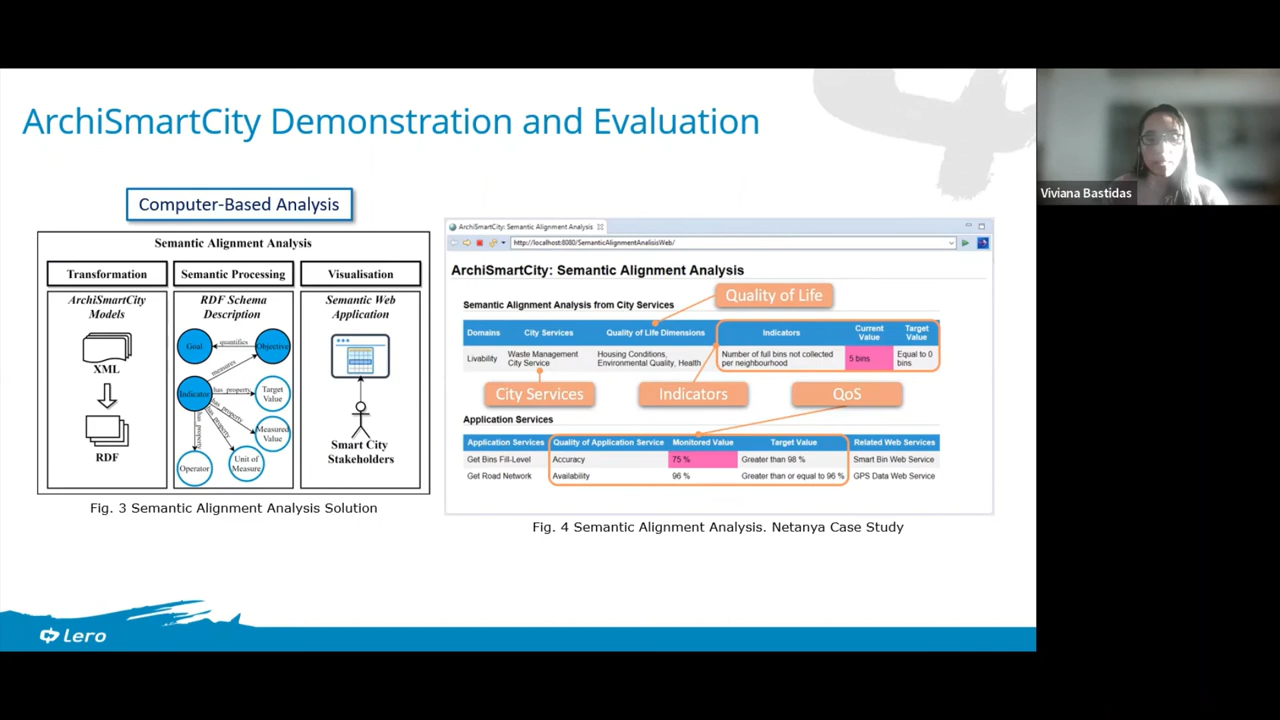 ArchiSmartCity Demonstration and Evaluation
Viviana Bastidas
Computer-Based Analysis
Semantic Alignment Analysis
Transformation
Semantic Processing
Visualisation
ArchiSmartCity
Models
XML
RDF
RDF Schema
Description
Goal
quantifies
Objective
measures
Indicator
has_property
Target
Value
has_property
Measured
Value
has_property
Unit of
Measure
has_property
Operator
Semantic Web
Application
Smart City
Stakeholders
Fig. 3 Semantic Alignment Analysis Solution
ArchiSmartCity: Semantic Alignment Analysis
http://localhost:8080/SemanticAlignmentAnalisisWeb/
ArchiSmartCity: Semantic Alignment Analysis
Quality of Life
Semantic Alignment Analysis from City Services
Domains City Services Quality of Life Dimensions Indicators Current Value Target Value
Livability Waste Management City Service Housing Conditions, Environmental Quality, Health Number of full bins not collected per neighbourhood 5 bins Equal to 0 bins
City Services Indicators QoS
Application Services
Application Services Quality of Application Service Monitored Value Target Value Related Web Services
Get Bins Fill-Level Accuracy 75 % Greater than 98 % Smart Bin Web Service
Get Road Network Availability 96 % Greater than or equal to 96 % GPS Data Web Service
Fig. 4 Semantic Alignment Analysis. Netanya Case Study
Lero